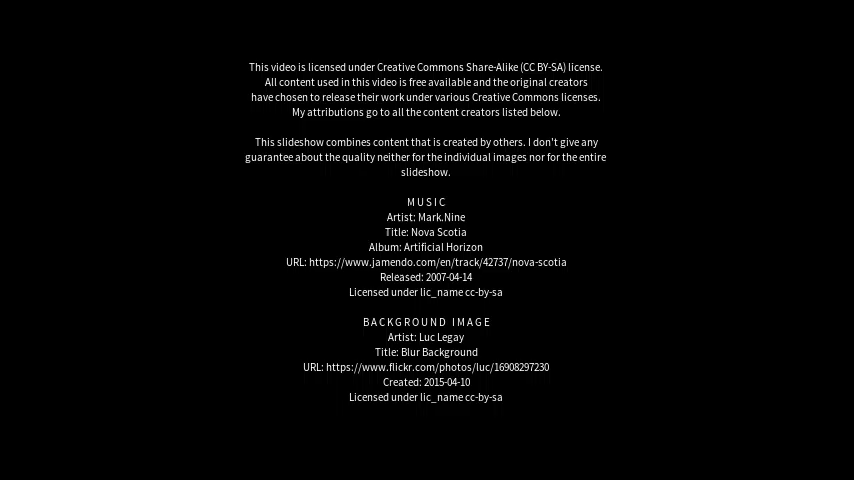 This video is licensed under Creative Commons Share-Alike (CC BY-SA) license.
All content used in this video is free available and the original creators
have chosen to release their work under various Creative Commons licenses.
My attributions go to all the content creators listed below.
This slideshow combines content that is created by others. I don't give any
guarantee about the quality neither for the individual images nor for the entire
slideshow.
MUSIC
Artist: Mark.Nine
Title: Nova Scotia
Album: Artificial Horizon
URL: https://www.jamendo.com/en/track/42737/nova-scotia
Released: 2007-04-14
Licensed under lic_name cc-by-sa
BACKGROUND IMAGE
Artist: Luc Legay
Title: Blur Background
URL: https://www.flickr.com/photos/luc/16908297230
Created: 2015-04-10
Licensed under lic_name cc-by-sa